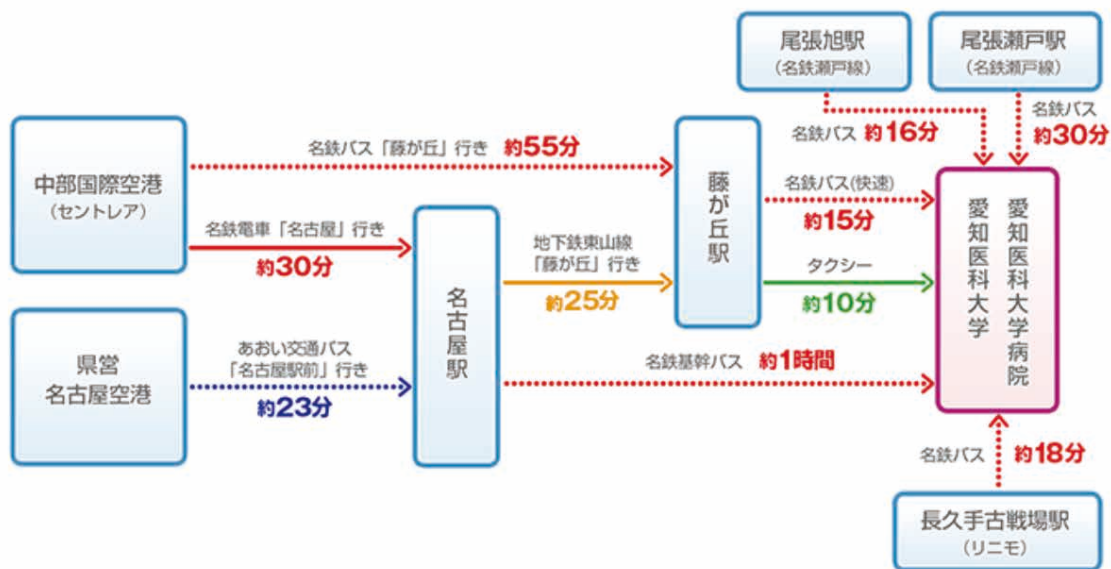 尾張旭駅
(名鉄瀬戸線)
尾張瀬戸駅
(名鉄瀬戸線)
名鉄バス 約16分
名鉄バス
約30分
中部国際空港
(セントレア)
名鉄バス「藤が丘」行き 約55分
名鉄電車「名古屋」行き
約30分
県営
名古屋空港
あおい交通バス
「名古屋駅前」行き
約23分
名古屋駅
地下鉄東山線
「藤が丘」行き
約25分
藤が丘駅
名鉄バス(快速)
約15分
タクシー
約10分
名鉄基幹バス 約1時間
愛知医科大学病院
愛知医科大学
名鉄バス 約18分
長久手古戦場駅
(リニモ)